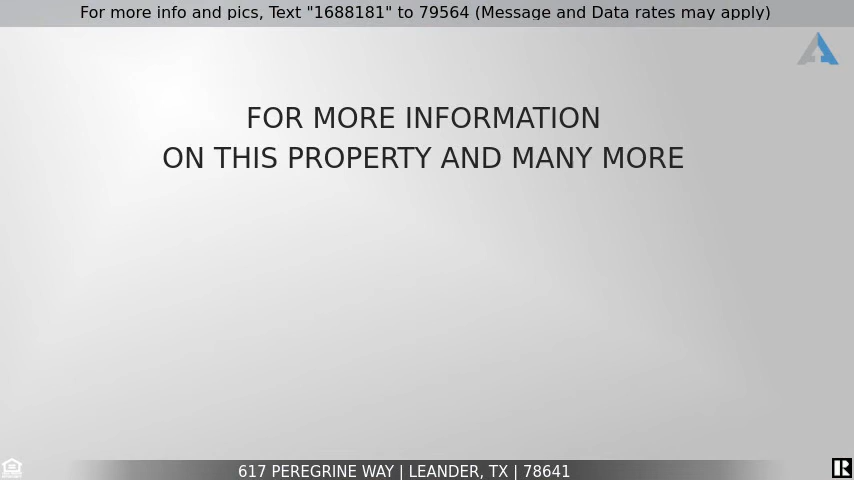 For more info and pics, Text "1688181" to 79564 (Message and Data rates may apply)
FOR MORE INFORMATION
ON THIS PROPERTY AND MANY MORE
617 PEREGRINE WAY | LEANDER, TX | 78641